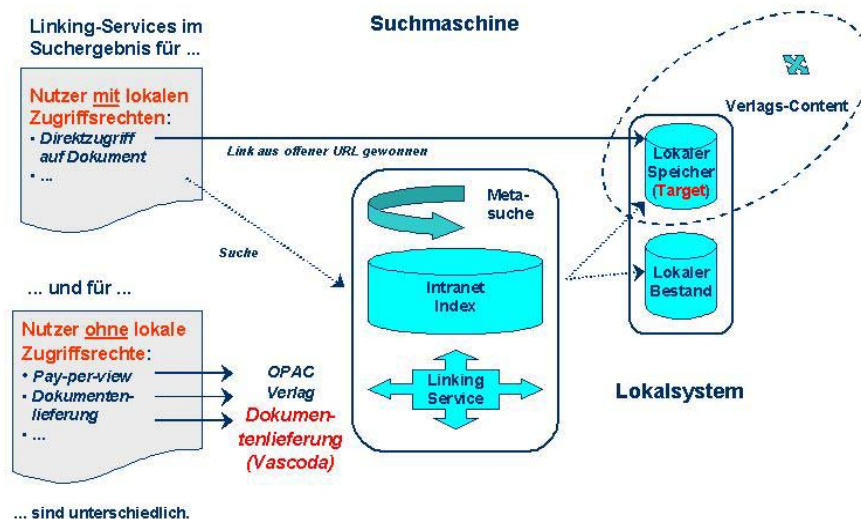 Linking-Services im
Suchergebnis für ...
Suchmaschine
Nutzer mit lokalen
Zugriffsrechten:
• Direktzugriff
auf Dokument
• ...
Link aus offener URL gewonnen
Verlags-Content
Lokaler
Speicher
(Target)
Meta-
suche
Suche
Intranet
Index
Lokaler
Bestand
... und für ...
Nutzer ohne lokale
Zugriffsrechte:
• Pay-per-view
• Dokumenten-
lieferung
• ...
OPAC
Verlag
Dokumen-
tenlieferung
(Vascoda)
Linking
Service
Lokalsystem
... sind unterschiedlich.